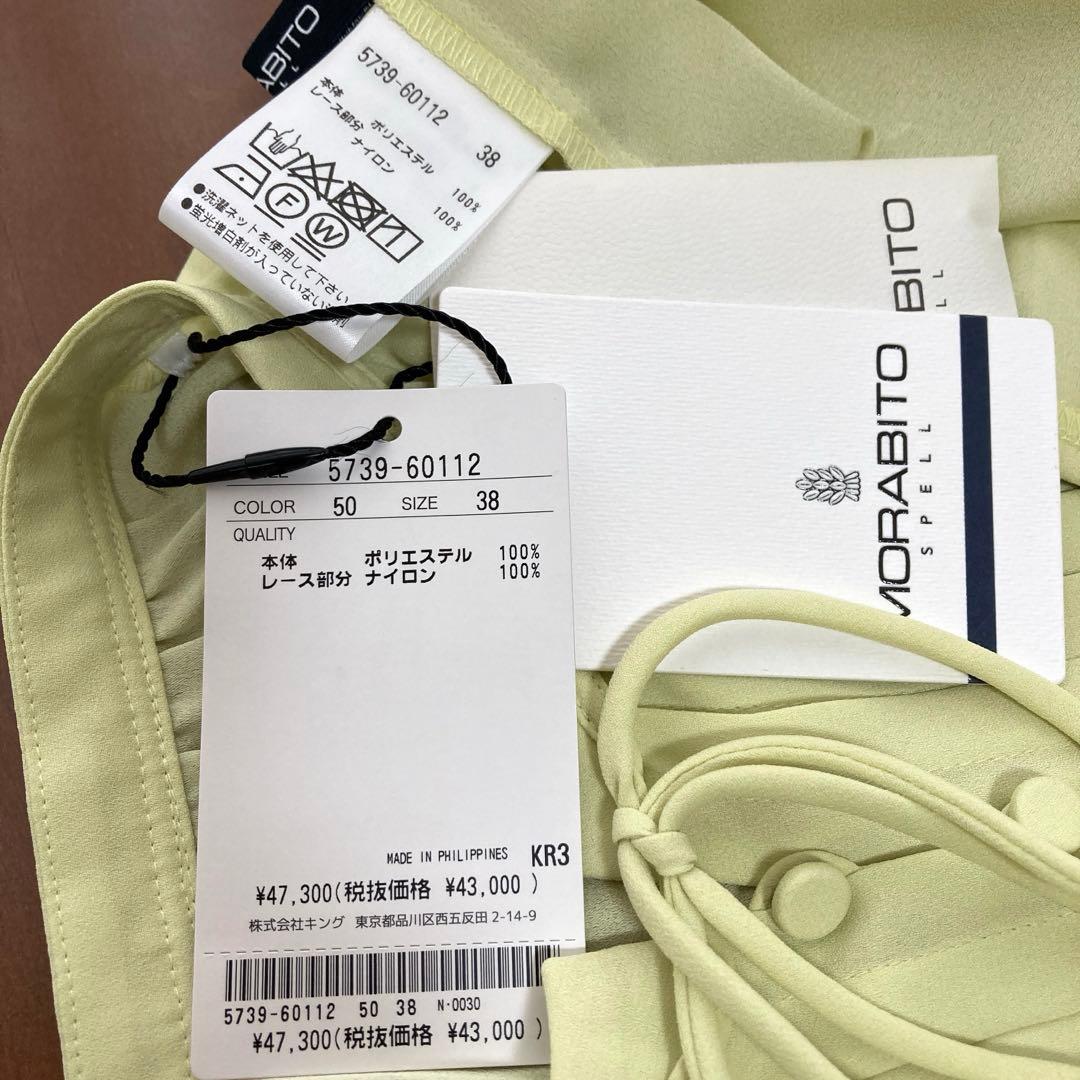 ABITO
5739-60112
38
本体 ポリエステル 100%
レース部分 ナイロン 100%
F
W
●洗濯ネットを使用して下さい
●蛍光増白剤が入っていない洗剤
BITO
MORABITO
SPELL
5739-60112
COLOR 50 SIZE 38
QUALITY
本体 ポリエステル 100%
レース部分 ナイロン 100%
MADE IN PHILIPPINES KR3
¥47,300(税抜価格 ¥43,000 )
株式会社キング 東京都品川区西五反田 2-14-9
5739-60112 50 38 N-0030
¥47,300(税抜価格 ¥43,000 )